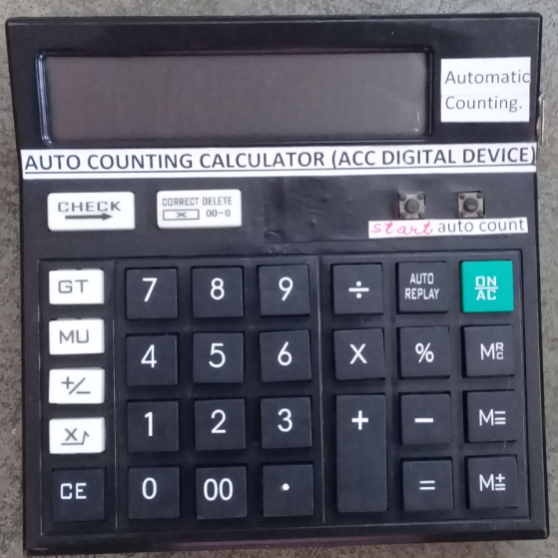 Automatic
Counting.
AUTO COUNTING CALCULATOR (ACC DIGITAL DEVICE)
CHECK
CORRECT DELETE
00→0
start auto count
GT 7 8 9 ÷ AUTO REPLAY ON/AC
MU 4 5 6 X % MRC
+/− 1 2 3 + − M=
X
CE 0 00 · = M±